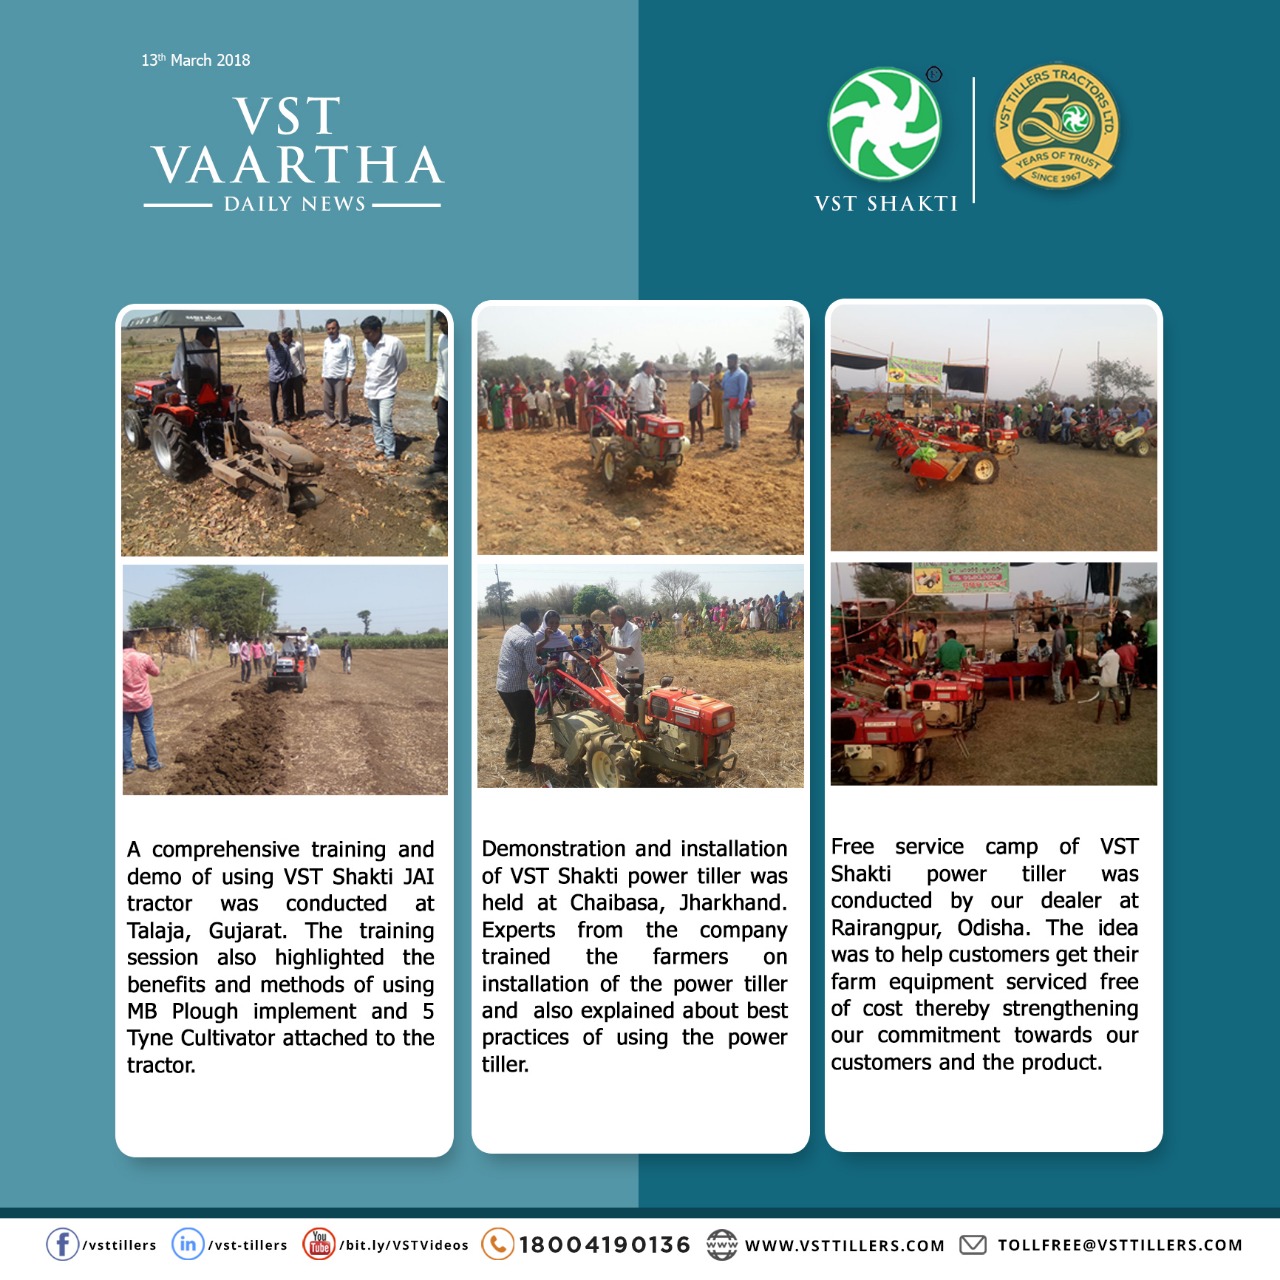 13th March 2018
VST
VAARTHA
DAILY NEWS
VST SHAKTI
VST TILLERS TRACTORS LTD.
50
YEARS OF TRUST
SINCE 1967
A comprehensive training and
demo of using VST Shakti JAI
tractor was conducted at
Talaja, Gujarat. The training
session also highlighted the
benefits and methods of using
MB Plough implement and 5
Tyne Cultivator attached to the
tractor.
Demonstration and installation
of VST Shakti power tiller was
held at Chaibasa, Jharkhand.
Experts from the company
trained the farmers on
installation of the power tiller
and also explained about best
practices of using the power
tiller.
Free service camp of VST
Shakti power tiller was
conducted by our dealer at
Rairangpur, Odisha. The idea
was to help customers get their
farm equipment serviced free
of cost thereby strengthening
our commitment towards our
customers and the product.
f /vsttillers in /vst-tillers You Tube /bit.ly/VSTVideos 18004190136 www WWW.VSTTILLERS.COM TOLLFREE@VSTTILLERS.COM